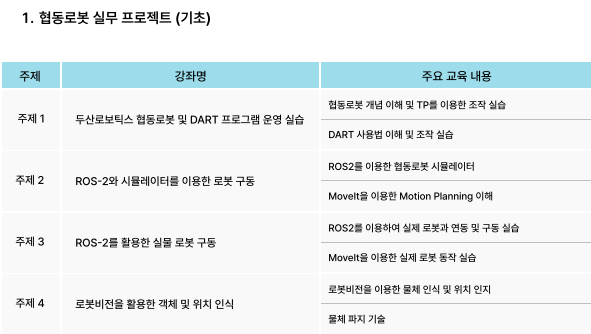 1. 협동로봇 실무 프로젝트 (기초)
주제 강좌명 주요 교육 내용
주제 1 두산로보틱스 협동로봇 및 DART 프로그램 운영 실습
협동로봇 개념 이해 및 TP를 이용한 조작 실습
DART 사용법 이해 및 조작 실습
주제 2 ROS-2와 시뮬레이터를 이용한 로봇 구동
ROS2를 이용한 협동로봇 시뮬레이터
MoveIt을 이용한 Motion Planning 이해
주제 3 ROS-2를 활용한 실물 로봇 구동
ROS2를 이용하여 실제 로봇과 연동 및 구동 실습
MoveIt을 이용한 실제 로봇 동작 실습
주제 4 로봇비전을 활용한 객체 및 위치 인식
로봇비전을 이용한 물체 인식 및 위치 인지
물체 파지 기술